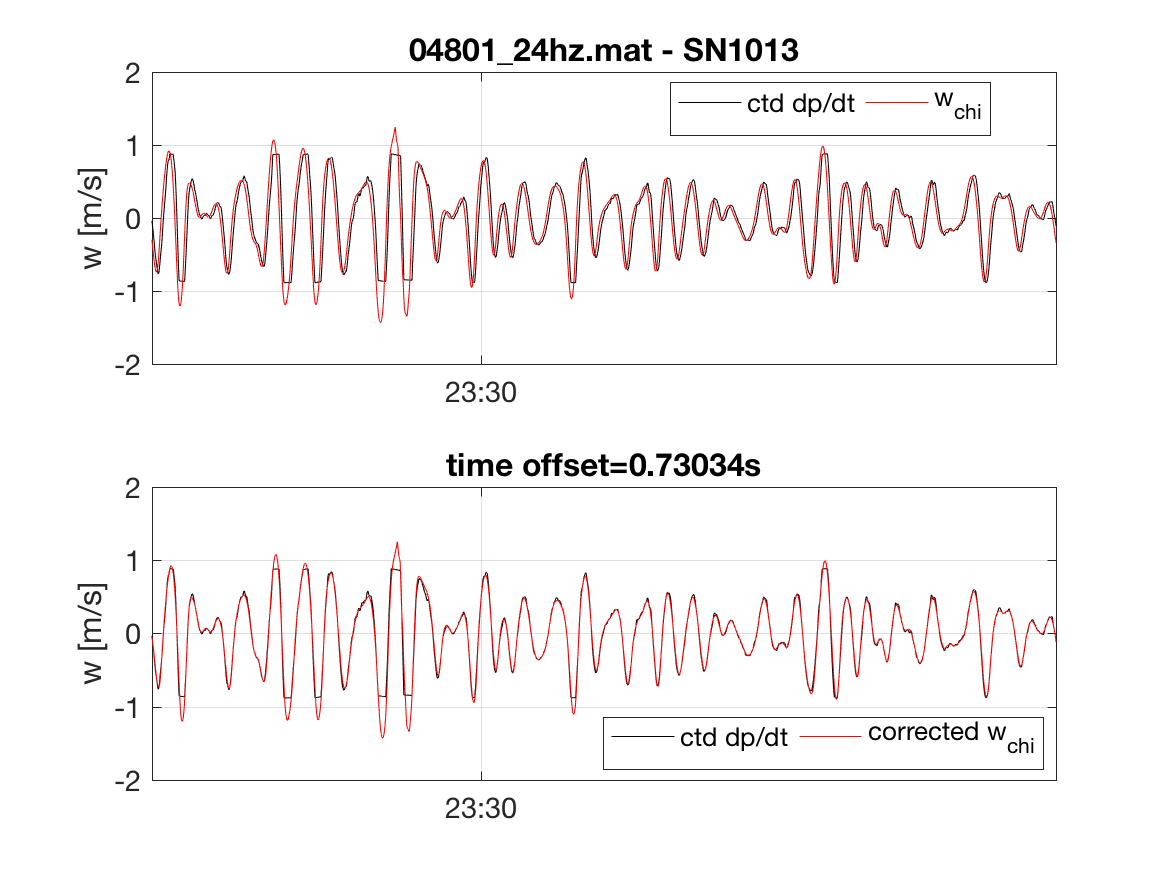 04801_24hz.mat - SN1013
ctd dp/dt w_chi
2
1
0
-1
-2
w [m/s]
23:30
time offset=0.73034s
2
1
0
-1
-2
w [m/s]
ctd dp/dt corrected w_chi
23:30